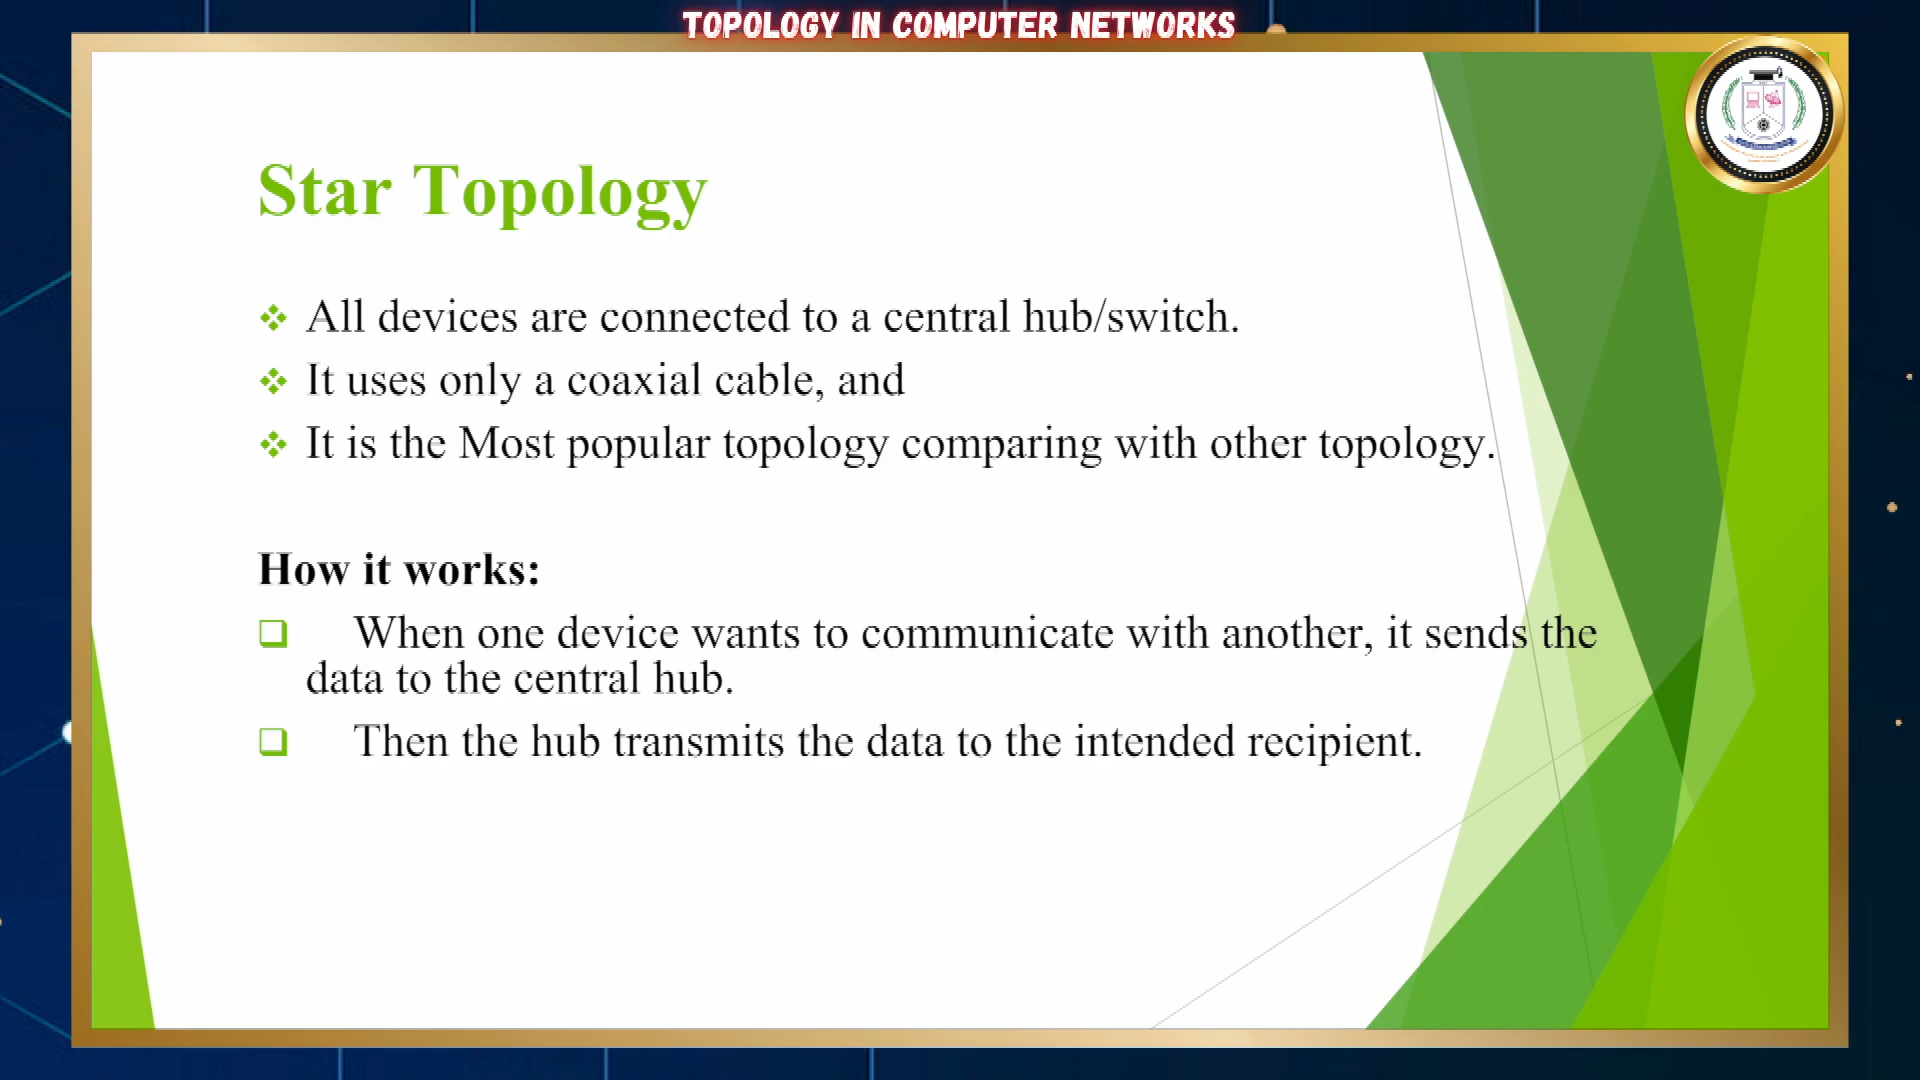 TOPOLOGY IN COMPUTER NETWORKS
Star Topology
All devices are connected to a central hub/switch.
It uses only a coaxial cable, and
It is the Most popular topology comparing with other topology.
How it works:
When one device wants to communicate with another, it sends the
data to the central hub.
Then the hub transmits the data to the intended recipient.